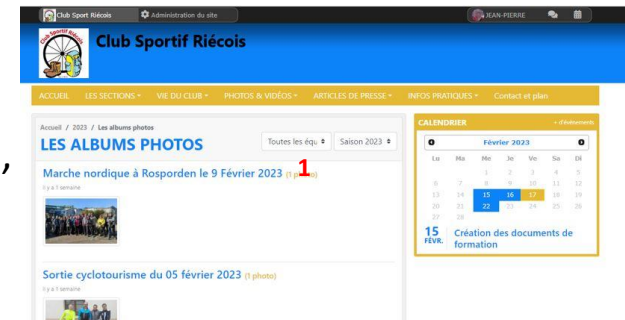 Club Sport Riécois
Administration du site
JEAN-PIERRE
Club Sportif Riécois
ACCUEIL LES SECTIONS VIE DU CLUB PHOTOS & VIDÉOS ARTICLES DE PRESSE INFOS PRATIQUES Contact et plan
Accueil / 2023 / Les albums photos
LES ALBUMS PHOTOS
Toutes les équ
Saison 2023
Marche nordique à Rosporden le 9 Février 2023 (1 photo)
1
il y a 1 semaine
Sortie cyclotourisme du 05 février 2023 (1 photo)
il y a 1 semaine
CALENDRIER
+ d'évènements
Février 2023
Lu Ma Me Je Ve Sa Di
1 2 3 4 5
6 7 8 9 10 11 12
13 14 15 16 17 18 19
20 21 22 23 24 25 26
27 28
15 FÉVR.
Création des documents de
formation
,